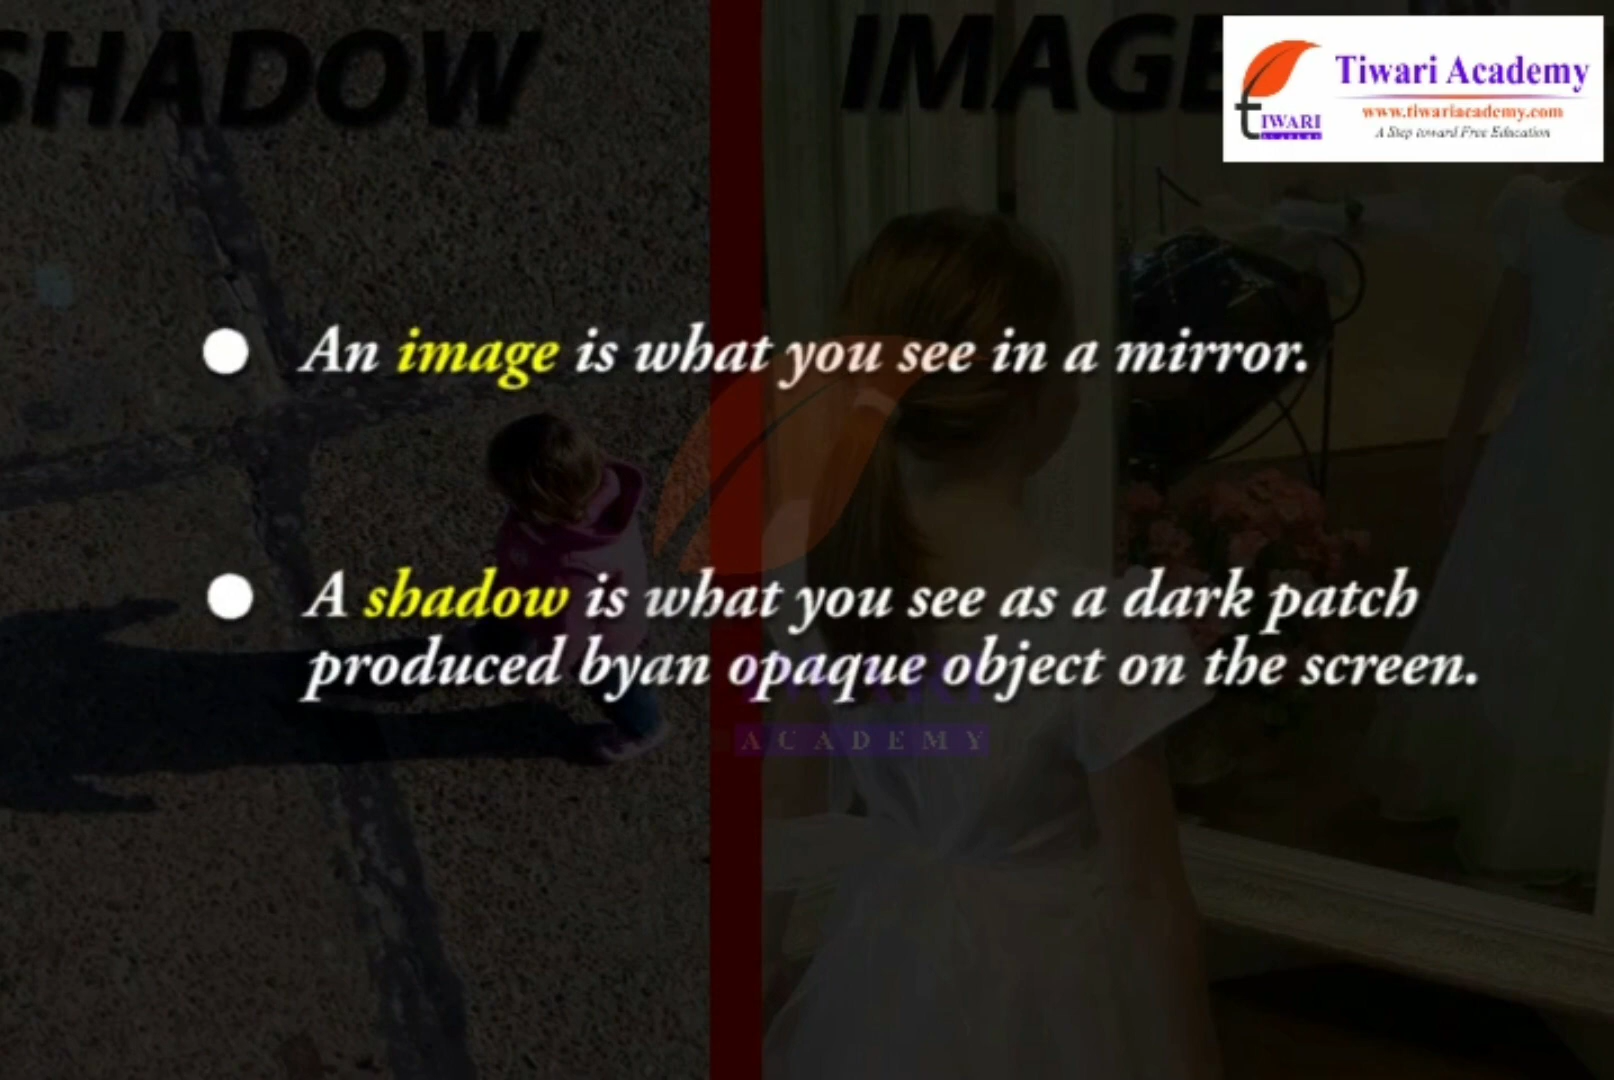 SHADOW
IMAGE
Tiwari Academy
www.tiwariacademy.com
A Step toward Free Education
tIWARI
ACADEMY
An image is what you see in a mirror.
A shadow is what you see as a dark patch
produced byan opaque object on the screen.
ACADEMY